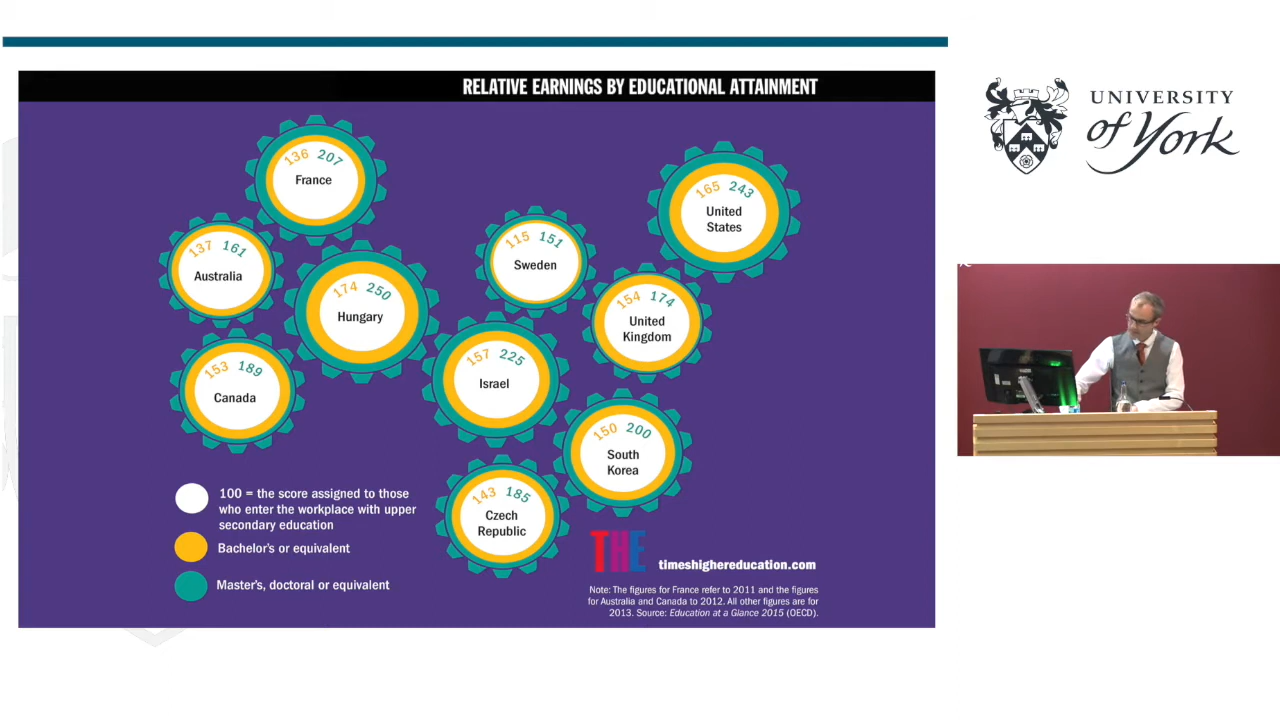 RELATIVE EARNINGS BY EDUCATIONAL ATTAINMENT
UNIVERSITY
of York
136 207
France
165 243
United
States
137 161
Australia
115 151
Sweden
174 250
Hungary
154 174
United
Kingdom
153 189
Canada
157 225
Israel
150 200
South
Korea
143 185
Czech
Republic
100 = the score assigned to those
who enter the workplace with upper
secondary education
Bachelor's or equivalent
Master's, doctoral or equivalent
THE
timeshighereducation.com
Note: The figures for France refer to 2011 and the figures
for Australia and Canada to 2012. All other figures are for
2013. Source: Education at a Glance 2015 (OECD).